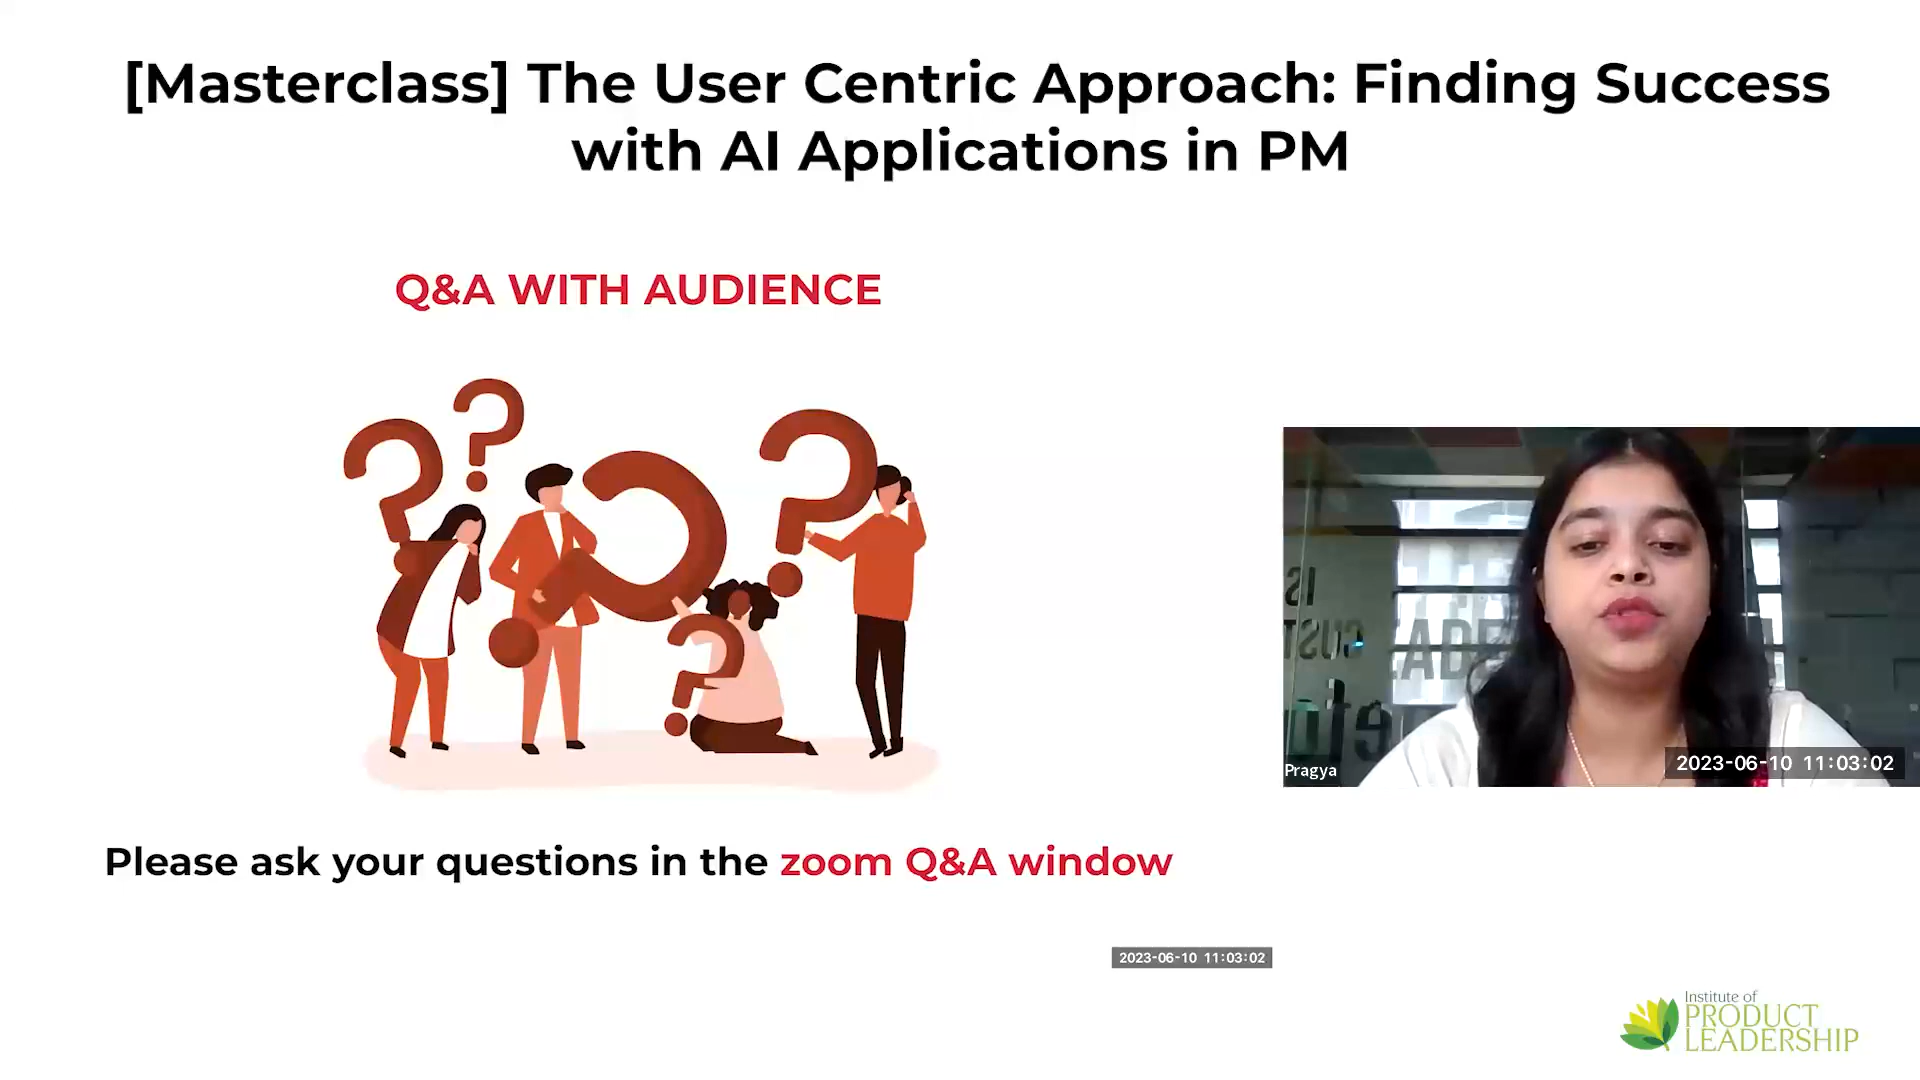 [Masterclass] The User Centric Approach: Finding Success
with AI Applications in PM
Q&A WITH AUDIENCE
Pragya
2023-06-10 11:03:02
Please ask your questions in the zoom Q&A window
2023-06-10 11:03:02
Institute of
PRODUCT
LEADERSHIP